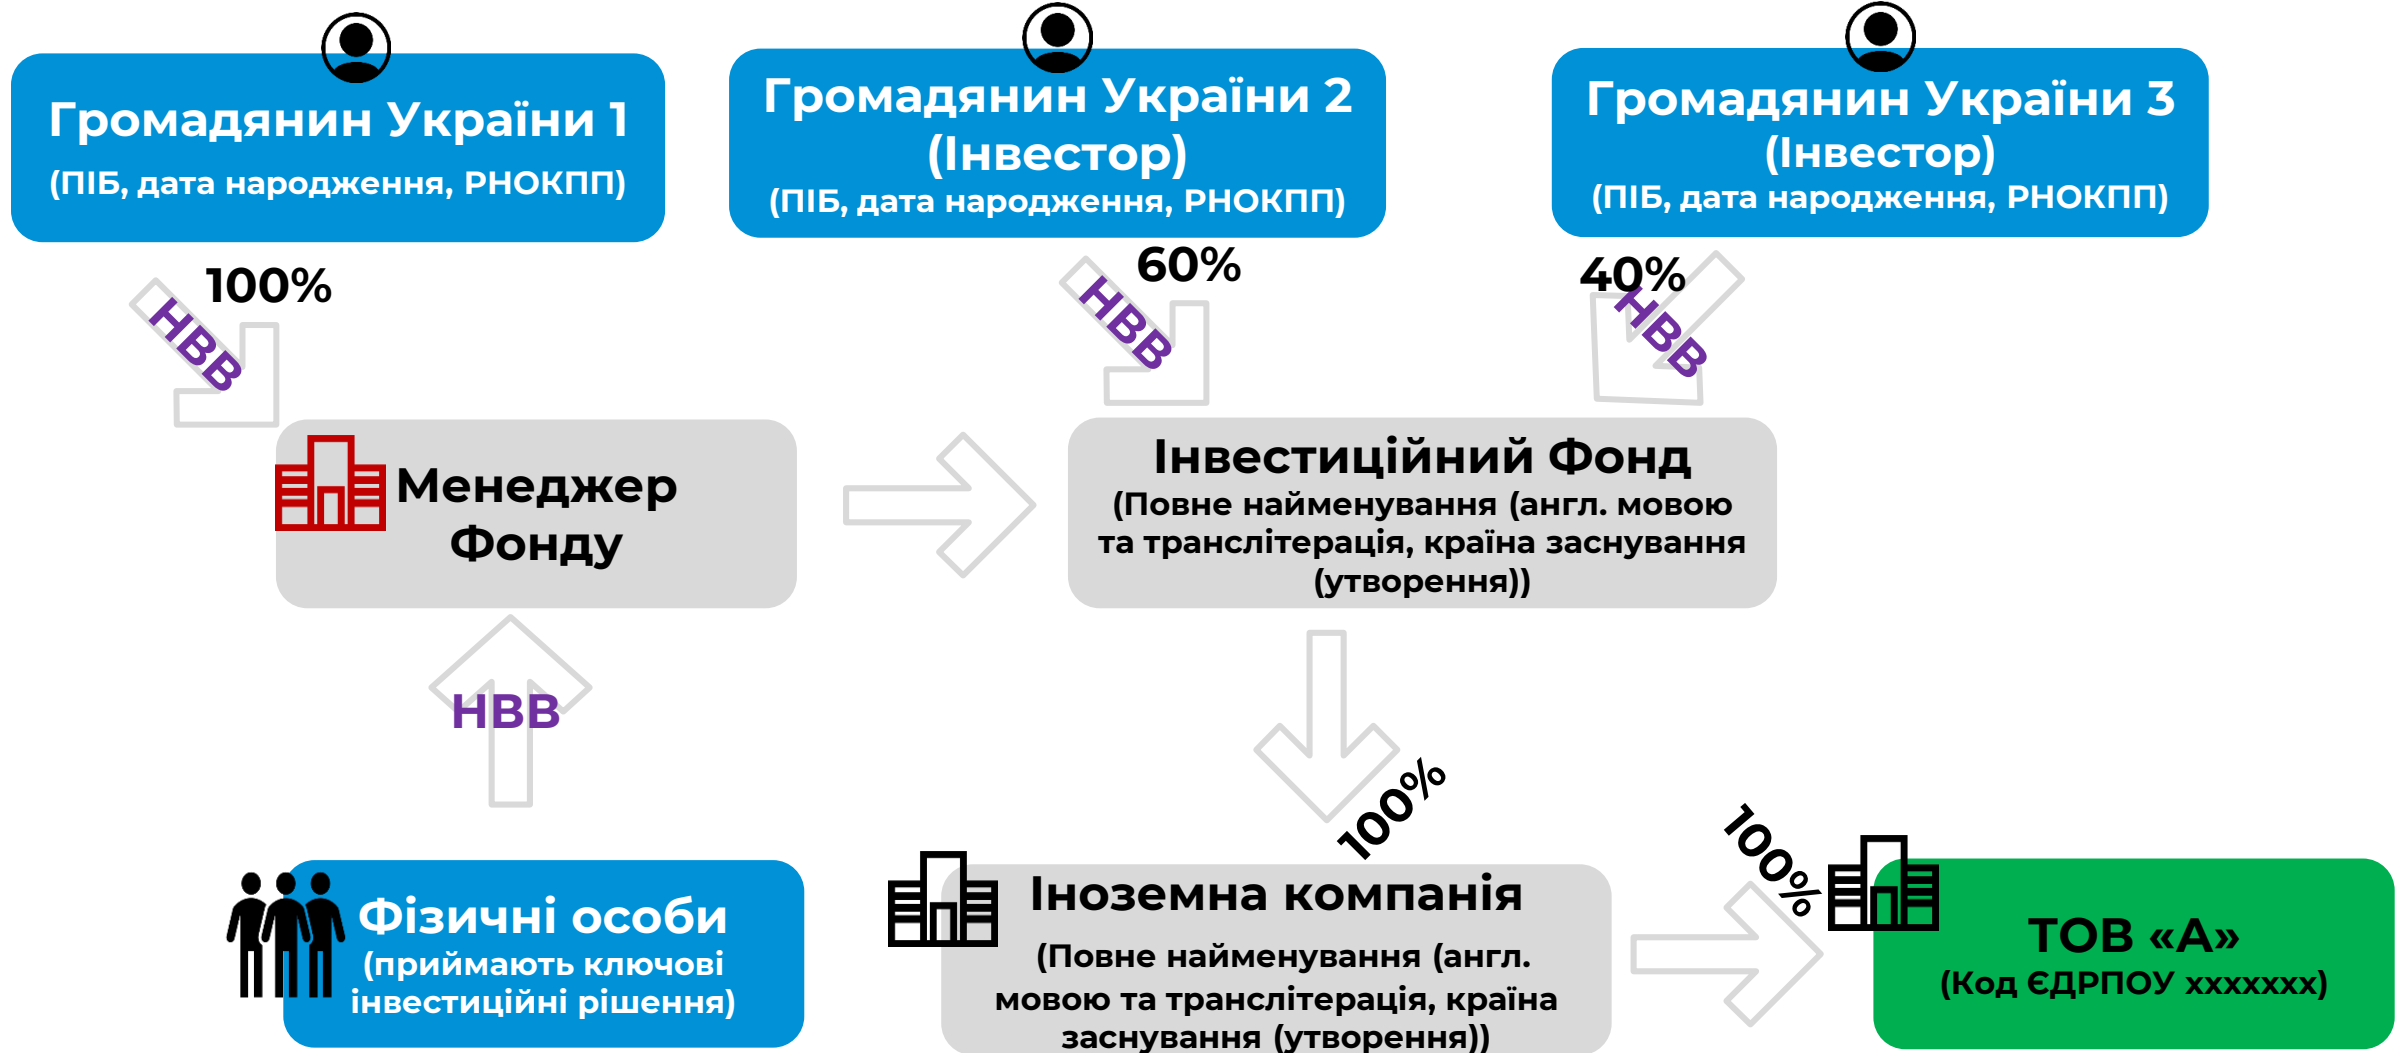 Громадянин України 1
(ПІБ, дата народження, РНОКПП)
Громадянин України 2
(Інвестор)
(ПІБ, дата народження, РНОКПП)
Громадянин України 3
(Інвестор)
(ПІБ, дата народження, РНОКПП)
100%
НВВ
60%
НВВ
40%
НВВ
Менеджер
Фонду
Інвестиційний Фонд
(Повне найменування (англ. мовою
та транслітерація, країна заснування
(утворення))
НВВ
100%
100%
Фізичні особи
(приймають ключові
інвестиційні рішення)
Іноземна компанія
(Повне найменування (англ.
мовою та транслітерація, країна
заснування (утворення))
ТОВ «А»
(Код ЄДРПОУ xxxxxxx)